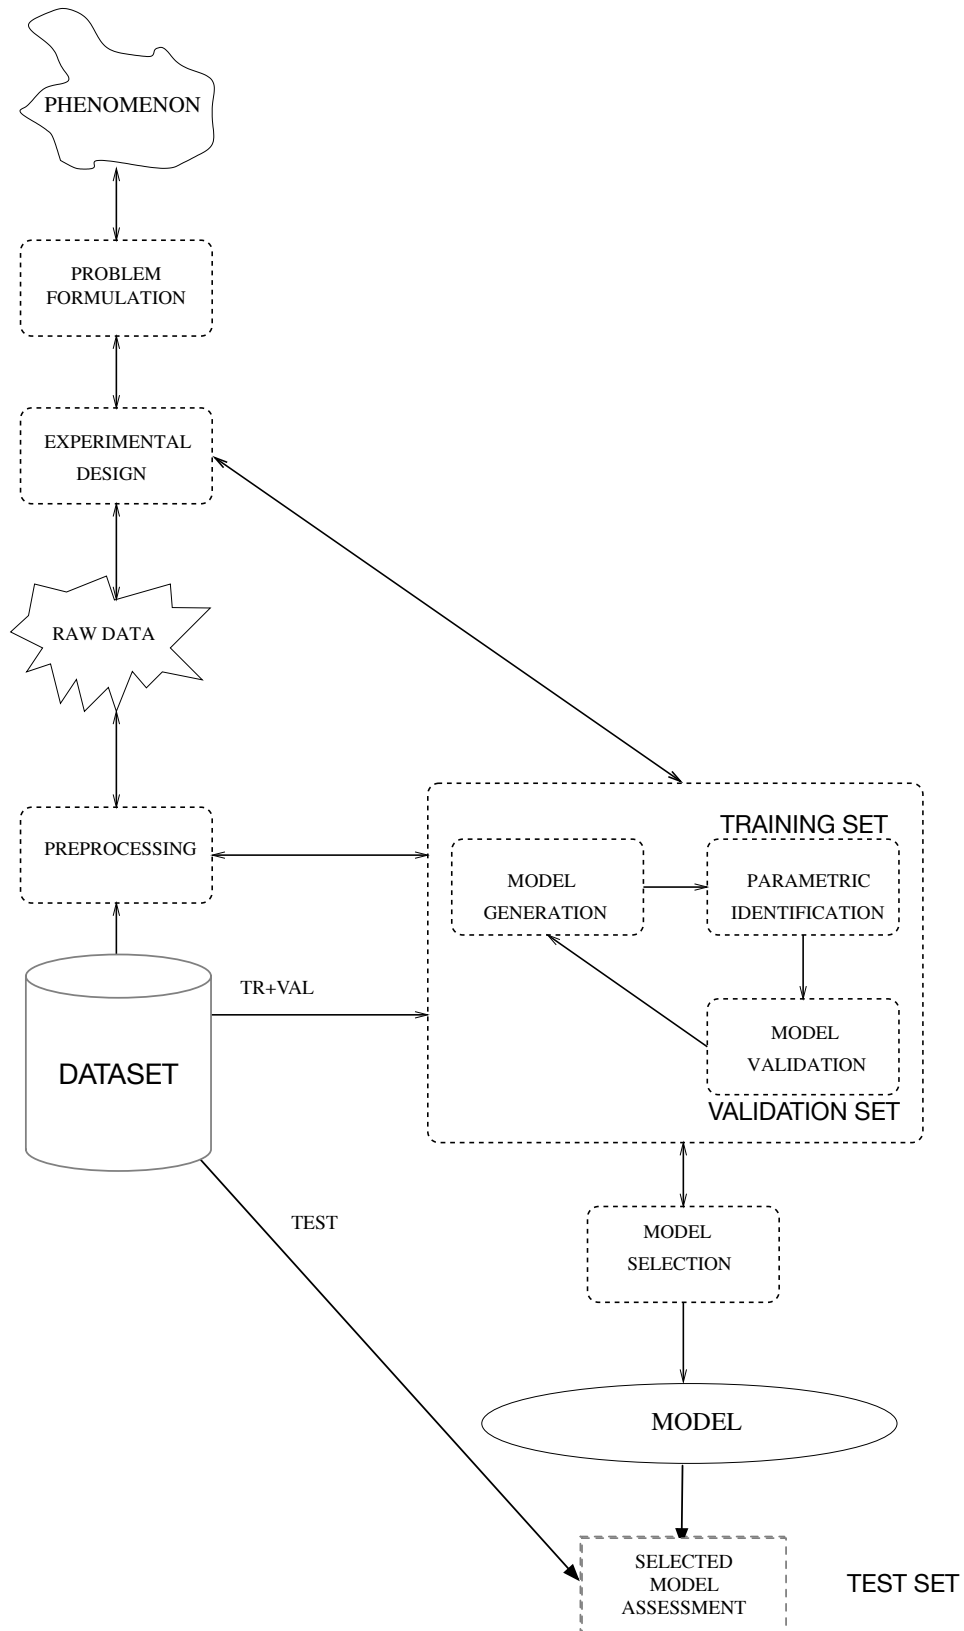 PHENOMENON
PROBLEM
FORMULATION
EXPERIMENTAL
DESIGN
RAW DATA
PREPROCESSING
TRAINING SET
MODEL
GENERATION
PARAMETRIC
IDENTIFICATION
TR+VAL
DATASET
MODEL
VALIDATION
VALIDATION SET
TEST
MODEL
SELECTION
MODEL
SELECTED
MODEL
ASSESSMENT
TEST SET